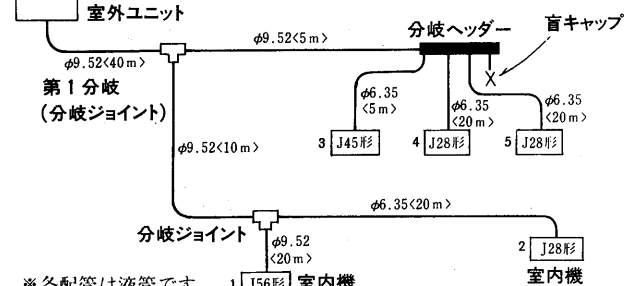 室外ユニット
分岐ヘッダー
盲キャップ
φ9.52<5m>
φ9.52<40m>
第1分岐
(分岐ジョイント)
X
φ6.35
<5m>
φ6.35
<20m>
φ6.35
<20m>
3 J45形
4 J28形
5 J28形
φ9.52<10m>
φ6.35<20m>
分岐ジョイント
φ9.52
<20m>
2 J28形
室内機
※各配管は液管です
1 J56形 室内機